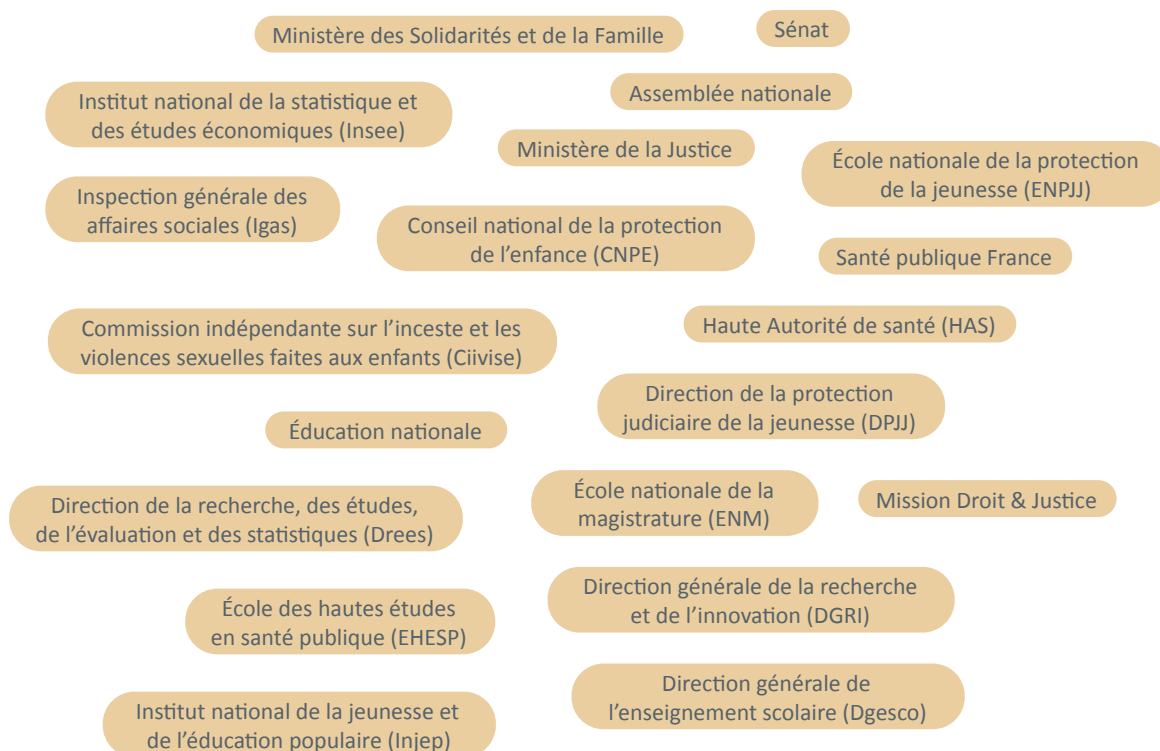 Ministère des Solidarités et de la Famille
Sénat
Assemblée nationale
Institut national de la statistique et
des études économiques (Insee)
Ministère de la Justice
École nationale de la protection
de la jeunesse (ENPJJ)
Inspection générale des
affaires sociales (Igas)
Conseil national de la protection
de l’enfance (CNPE)
Santé publique France
Commission indépendante sur l’inceste et les
violences sexuelles faites aux enfants (Ciivise)
Haute Autorité de santé (HAS)
Direction de la protection
judiciaire de la jeunesse (DPJJ)
Éducation nationale
Direction de la recherche, des études,
de l’évaluation et des statistiques (Drees)
École nationale de la
magistrature (ENM)
Mission Droit & Justice
École des hautes études
en santé publique (EHESP)
Direction générale de la recherche
et de l’innovation (DGRI)
Institut national de la jeunesse et
de l’éducation populaire (Injep)
Direction générale de
l’enseignement scolaire (Dgesco)